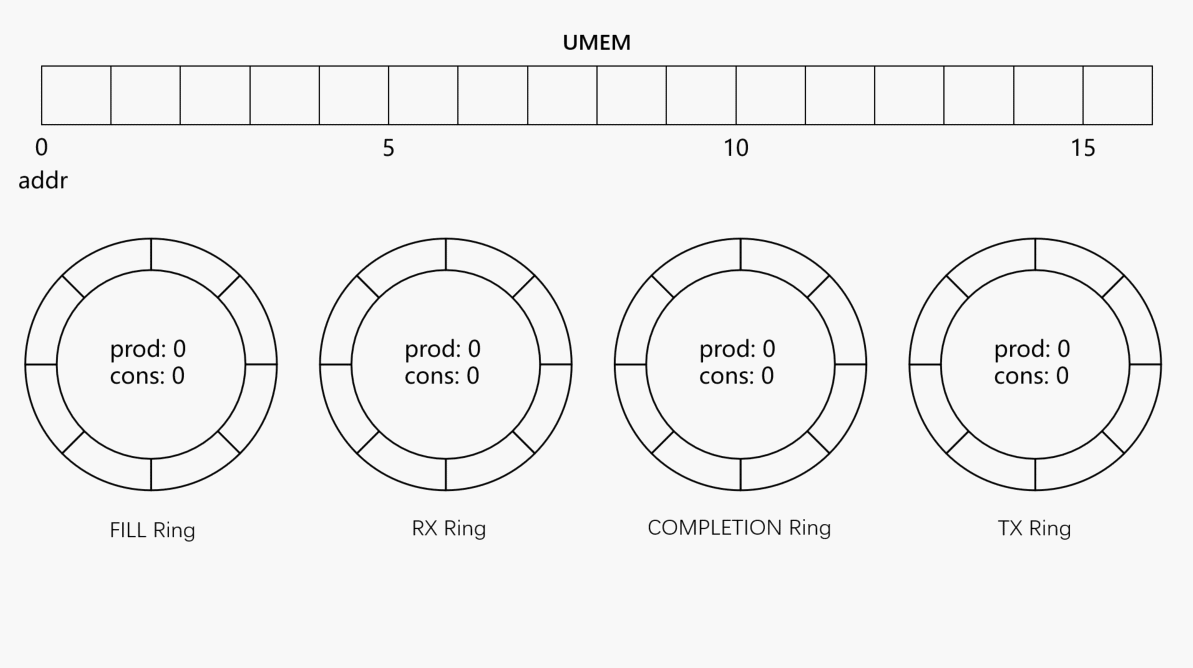 UMEM
0 5 10 15
addr
prod: 0 prod: 0 prod: 0 prod: 0
cons: 0 cons: 0 cons: 0 cons: 0
FILL Ring RX Ring COMPLETION Ring TX Ring